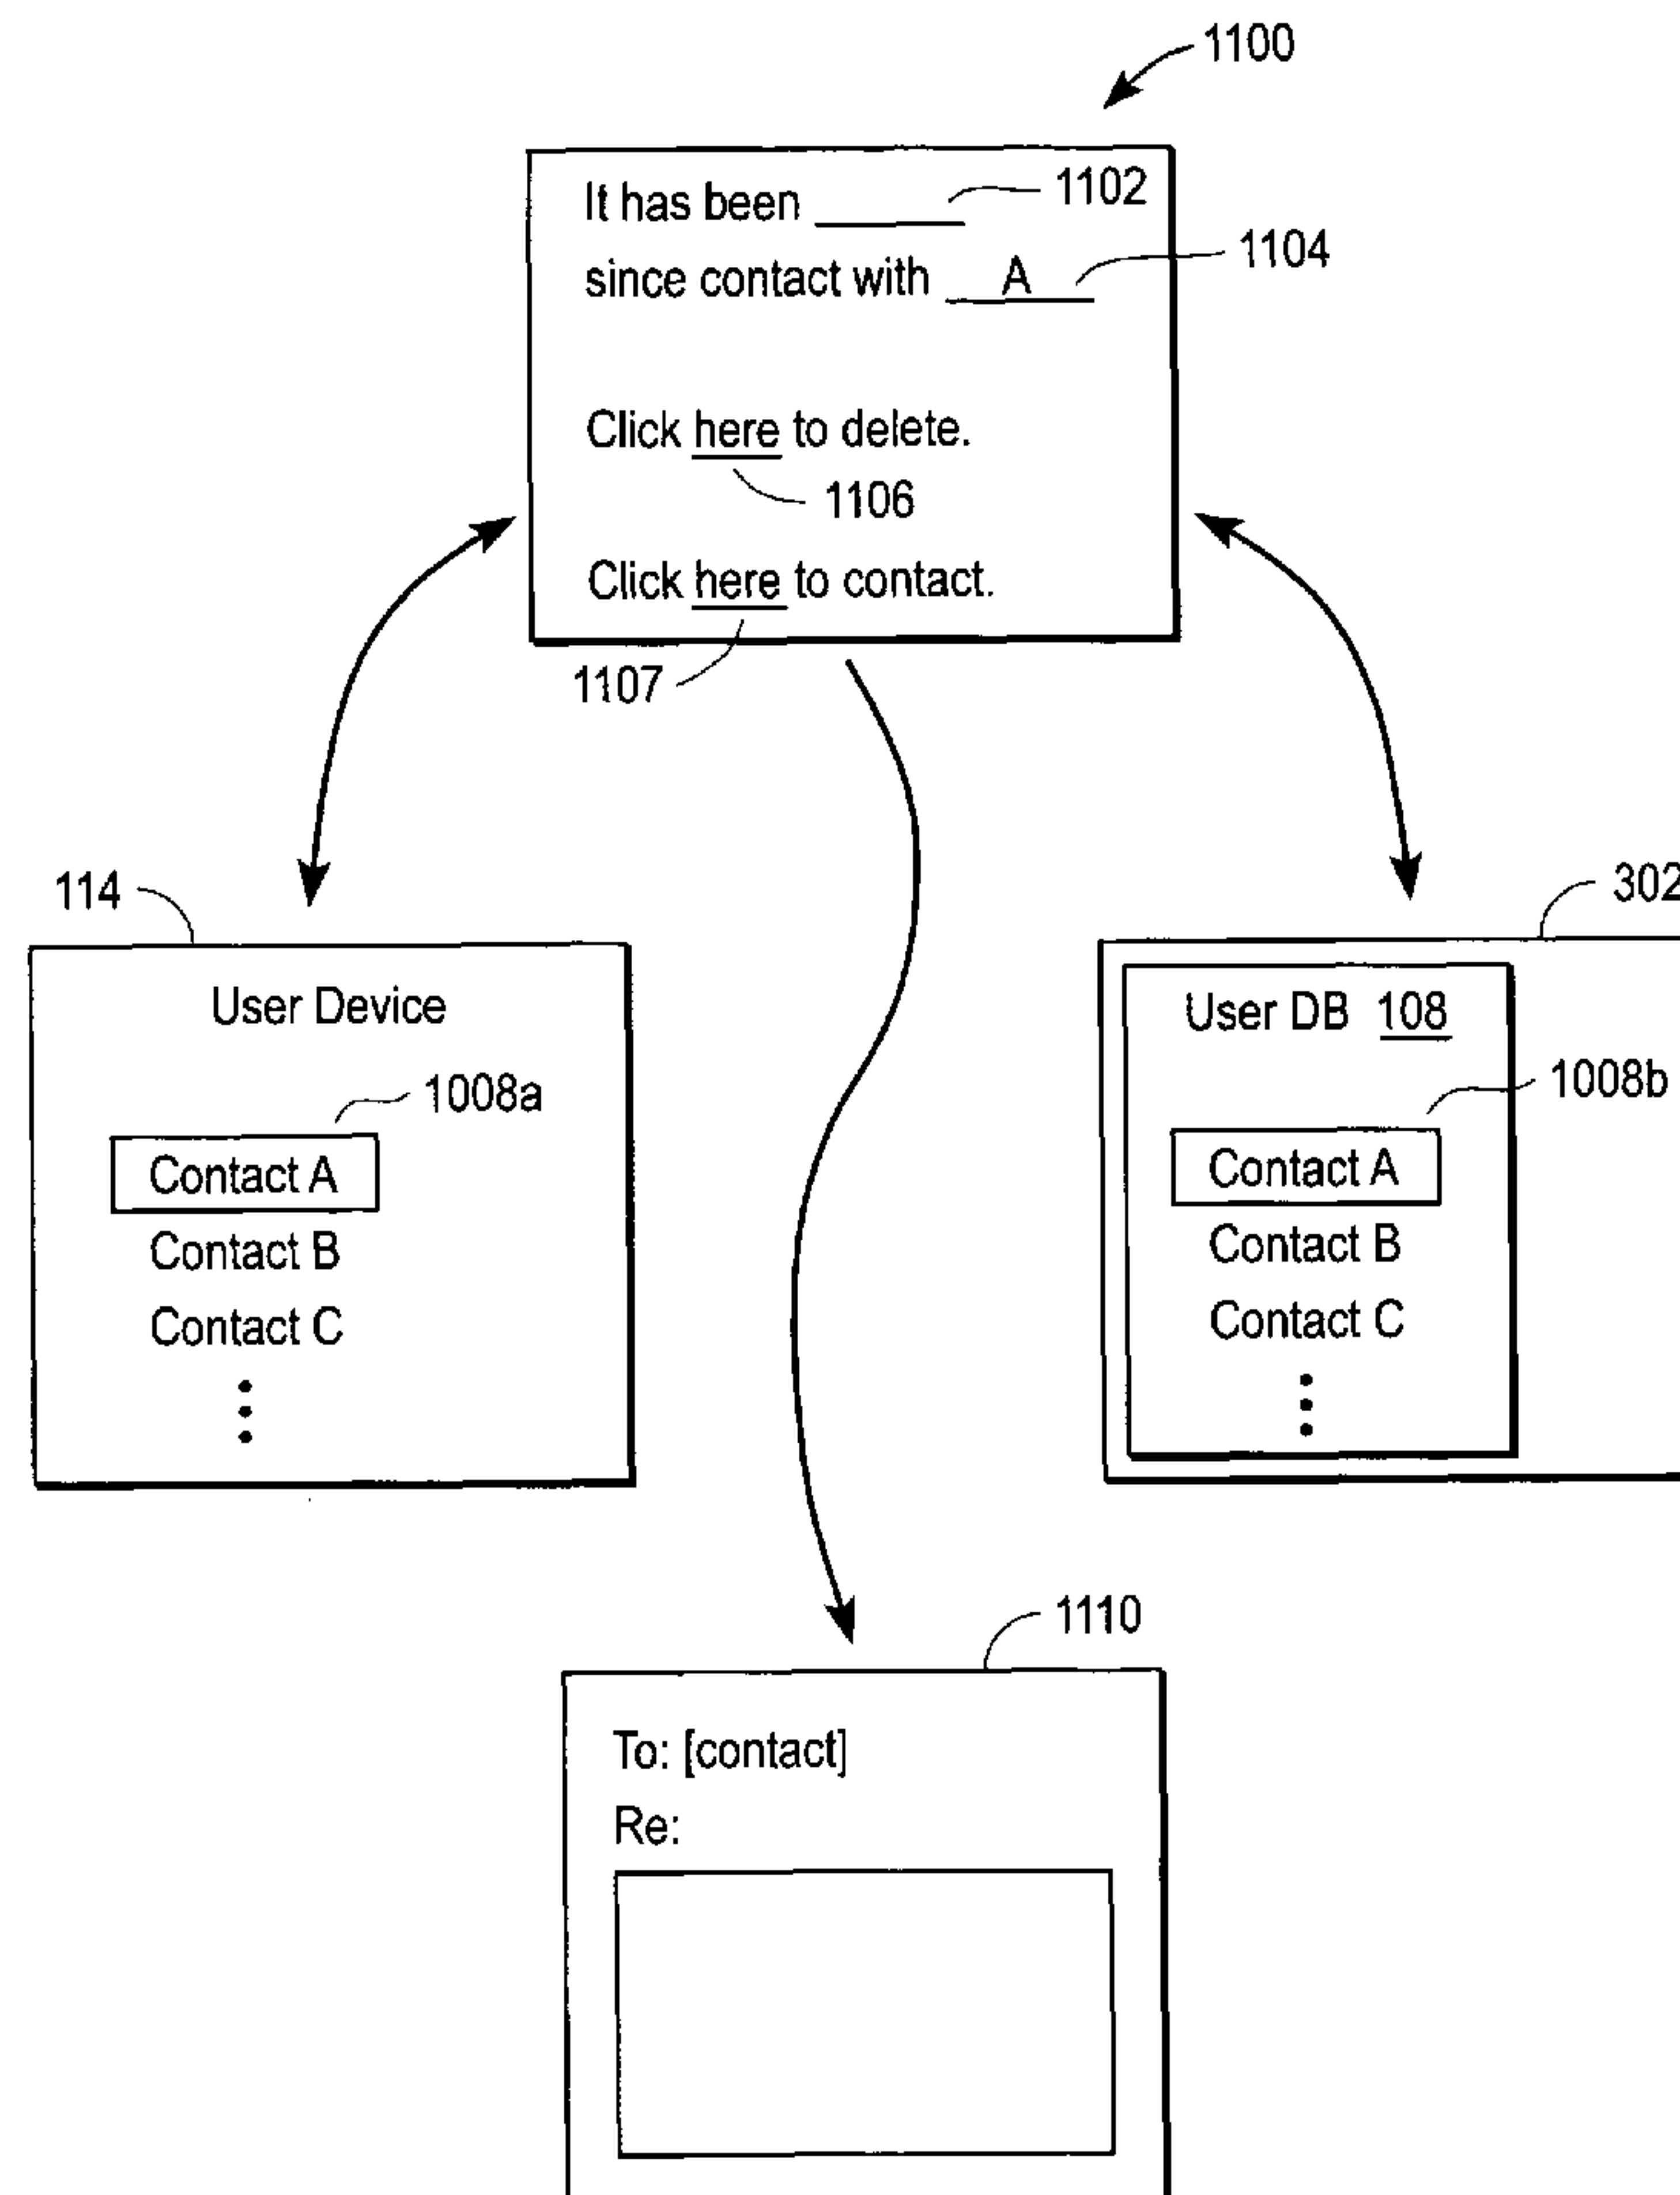 1100
It has been ______ 1102
since contact with A 1104
Click here to delete.
1106
Click here to contact.
1107
114
302
User Device
User DB 108
1008a
1008b
Contact A
Contact B
Contact C
Contact A
Contact B
Contact C
1110
To: [contact]
Re: